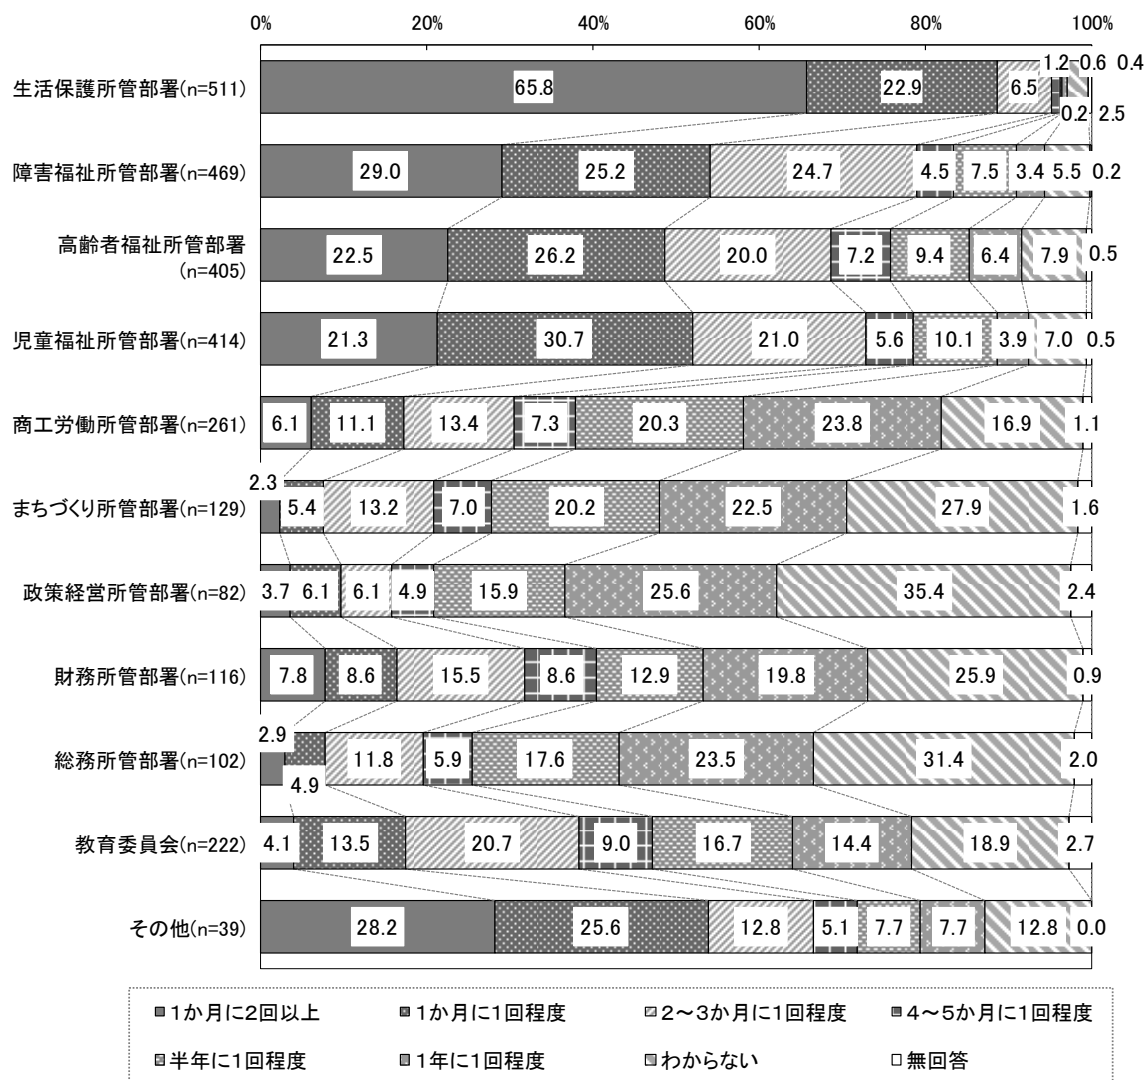 0% 20% 40% 60% 80% 100%
生活保護所管部署(n=511) 65.8 22.9 6.5 1.2 0.2 0.6 2.5 0.4
障害福祉所管部署(n=469) 29.0 25.2 24.7 4.5 7.5 3.4 5.5 0.2
高齢者福祉所管部署
(n=405) 22.5 26.2 20.0 7.2 9.4 6.4 7.9 0.5
児童福祉所管部署(n=414) 21.3 30.7 21.0 5.6 10.1 3.9 7.0 0.5
商工労働所管部署(n=261) 6.1 11.1 13.4 7.3 20.3 23.8 16.9 1.1
まちづくり所管部署(n=129) 2.3 5.4 13.2 7.0 20.2 22.5 27.9 1.6
政策経営所管部署(n=82) 3.7 6.1 6.1 4.9 15.9 25.6 35.4 2.4
財務所管部署(n=116) 7.8 8.6 15.5 8.6 12.9 19.8 25.9 0.9
総務所管部署(n=102) 2.9 4.9 11.8 5.9 17.6 23.5 31.4 2.0
教育委員会(n=222) 4.1 13.5 20.7 9.0 16.7 14.4 18.9 2.7
その他(n=39) 28.2 25.6 12.8 5.1 7.7 7.7 12.8 0.0
1か月に2回以上 1か月に1回程度 2～3か月に1回程度 4～5か月に1回程度
半年に1回程度 1年に1回程度 わからない 無回答